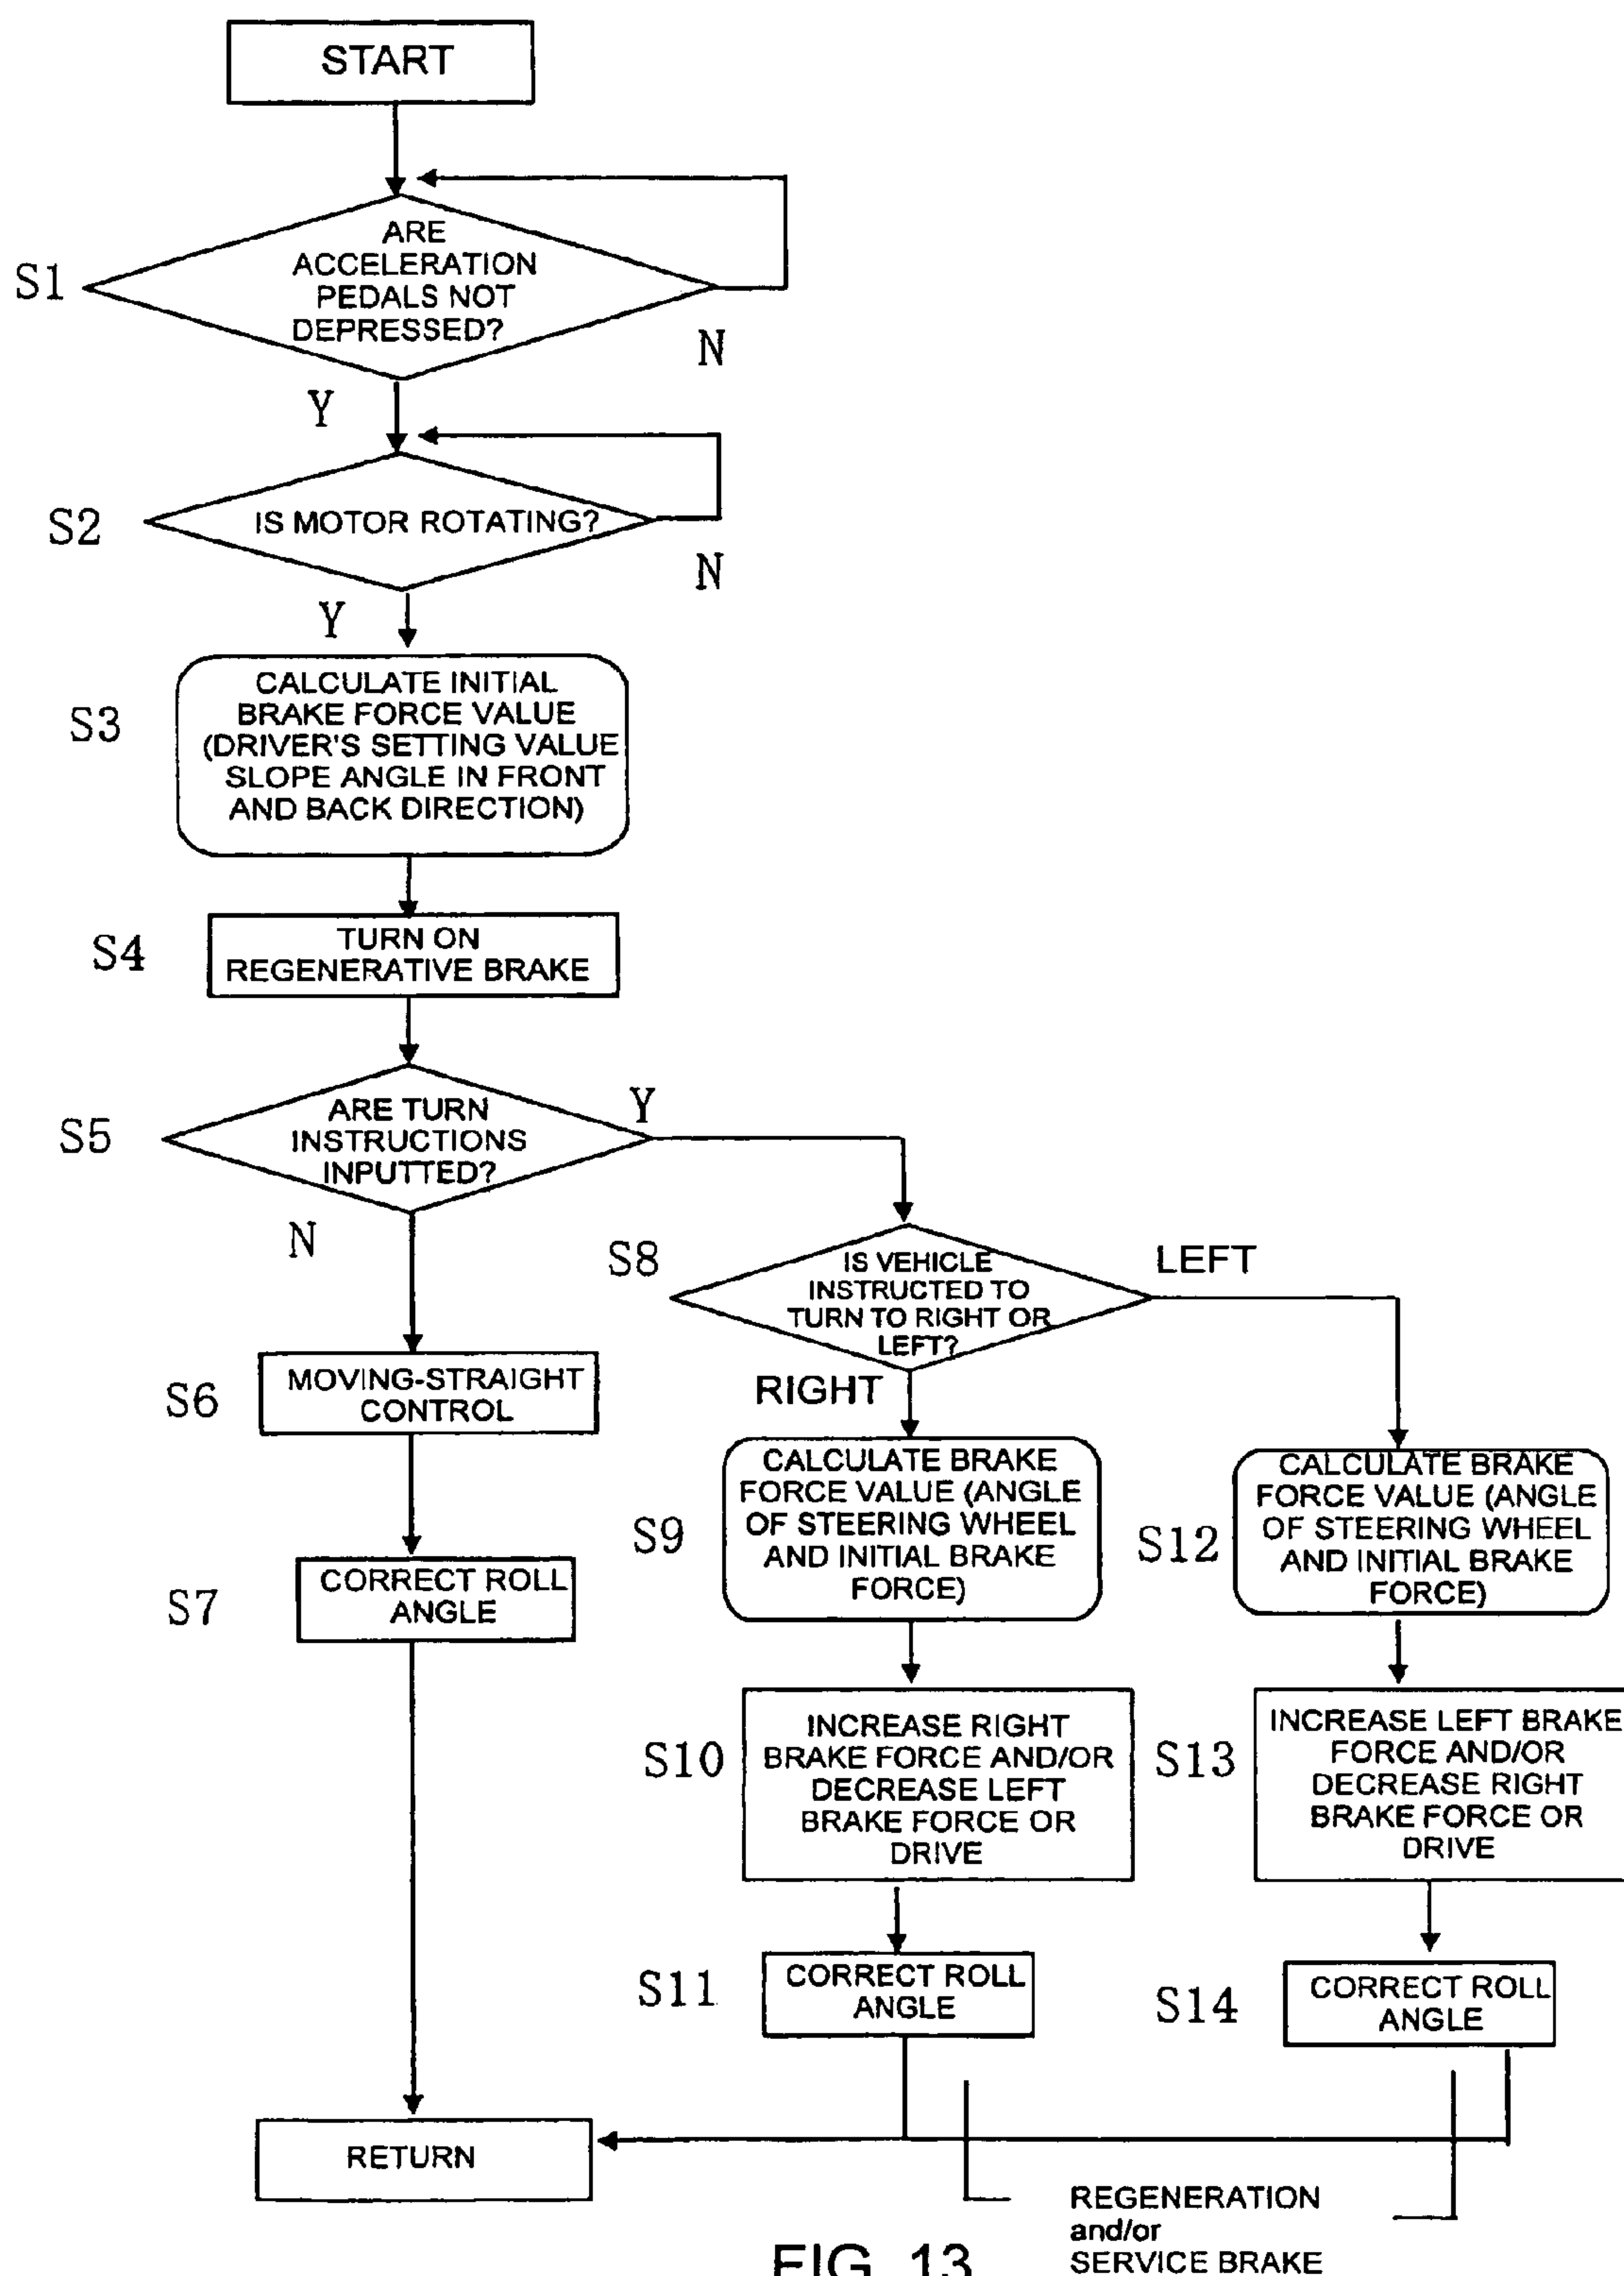 START
S1
ARE
ACCELERATION
PEDALS NOT
DEPRESSED?
N
Y
S2
IS MOTOR ROTATING?
N
Y
S3
CALCULATE INITIAL
BRAKE FORCE VALUE
(DRIVER'S SETTING VALUE
SLOPE ANGLE IN FRONT
AND BACK DIRECTION)
S4
TURN ON
REGENERATIVE BRAKE
S5
ARE TURN
INSTRUCTIONS
INPUTTED?
Y
N
S6
MOVING-STRAIGHT
CONTROL
S7
CORRECT ROLL
ANGLE
S8
IS VEHICLE
INSTRUCTED TO
TURN TO RIGHT OR
LEFT?
LEFT
RIGHT
S9
CALCULATE BRAKE
FORCE VALUE (ANGLE
OF STEERING WHEEL
AND INITIAL BRAKE
FORCE)
S12
CALCULATE BRAKE
FORCE VALUE (ANGLE
OF STEERING WHEEL
AND INITIAL BRAKE
FORCE)
S10
INCREASE RIGHT
BRAKE FORCE AND/OR
DECREASE LEFT
BRAKE FORCE OR
DRIVE
S13
INCREASE LEFT BRAKE
FORCE AND/OR
DECREASE RIGHT
BRAKE FORCE OR
DRIVE
S11
CORRECT ROLL
ANGLE
S14
CORRECT ROLL
ANGLE
RETURN
REGENERATION
and/or
SERVICE BRAKE
FIG. 13